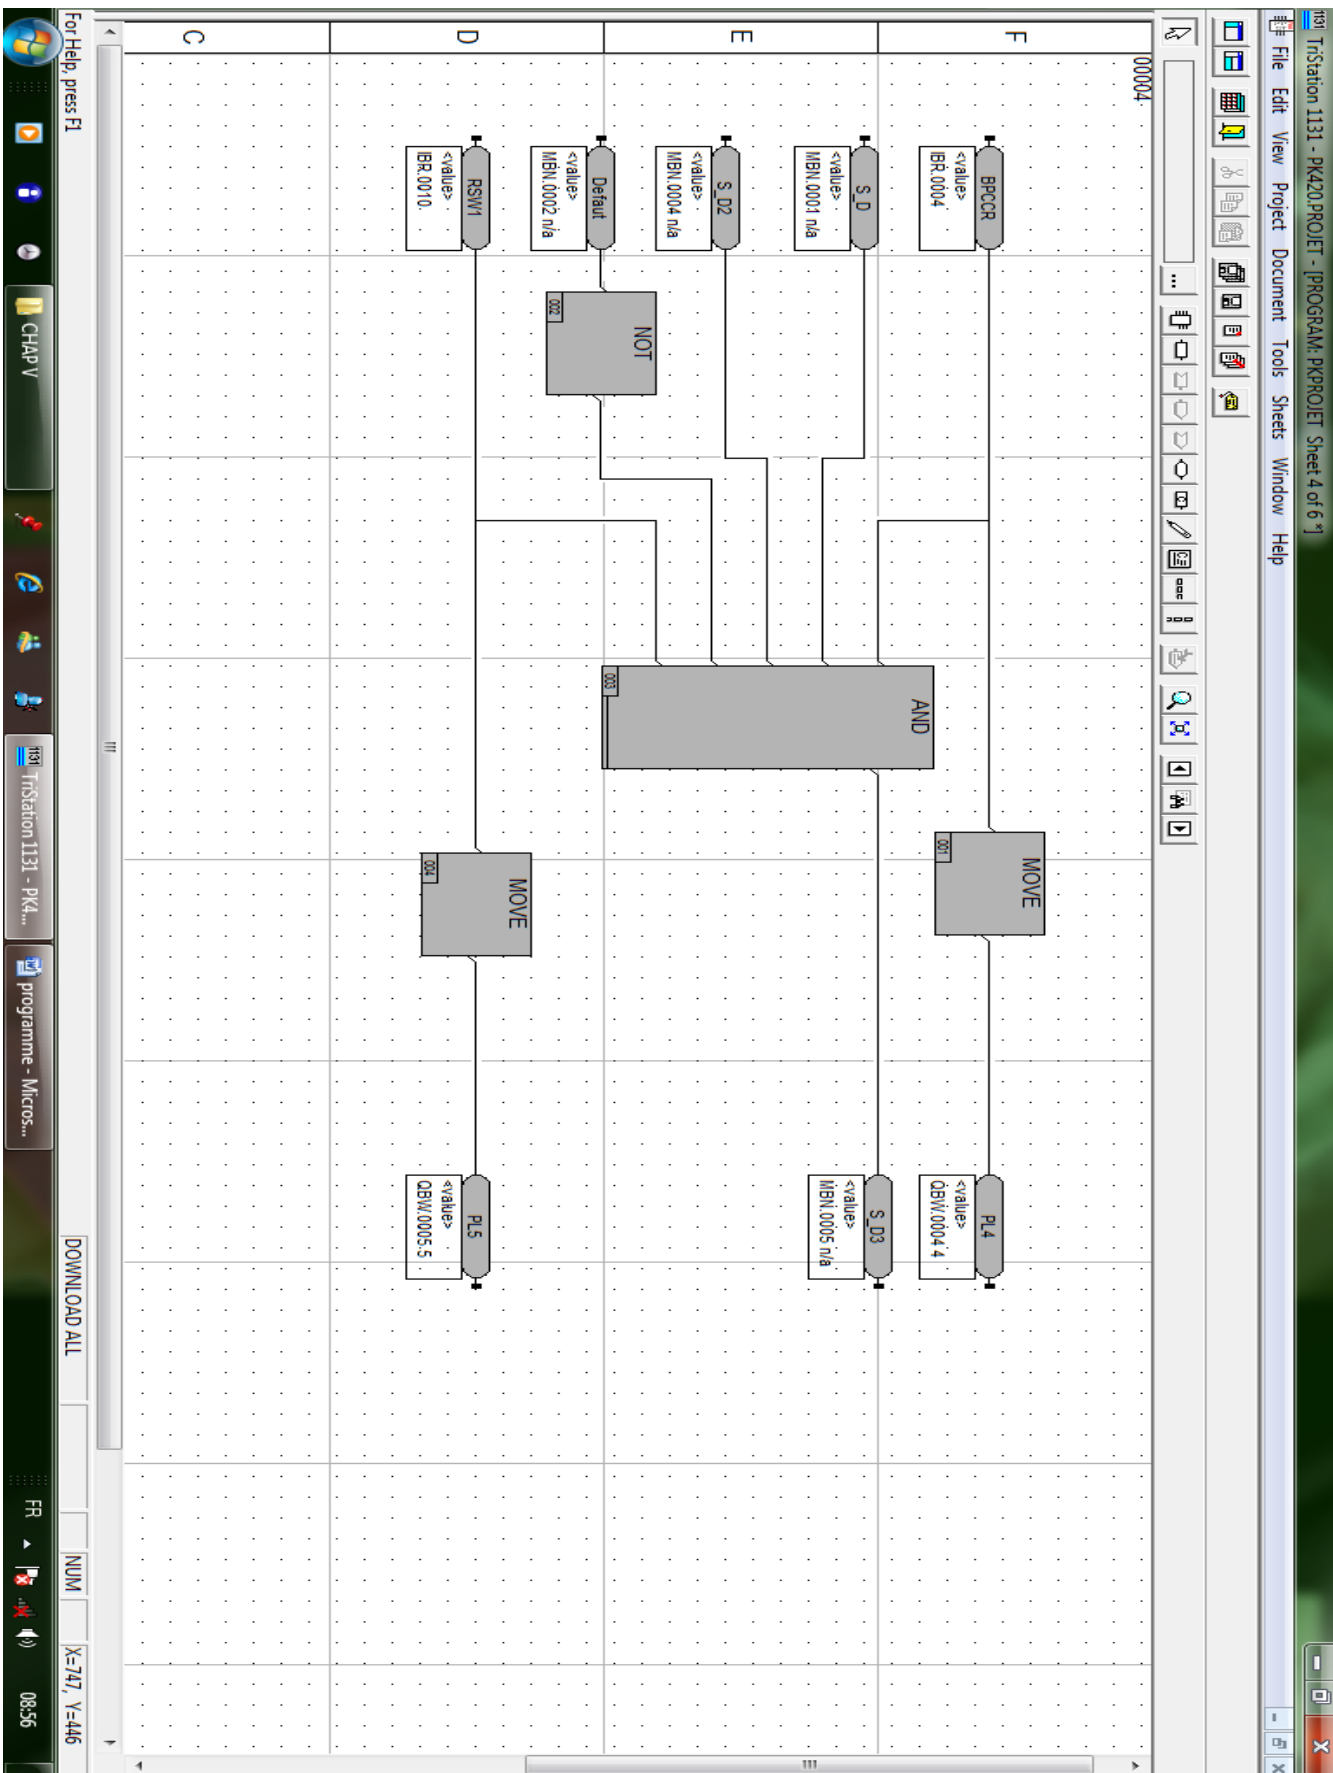 TriStation 1131 - PK420.PROJET - [PROGRAM: PKPROJET Sheet 4 of 6 *]
File Edit View Project Document Tools Sheets Window Help
00004
F
E
D
C
BPCCR
<value>
IBR.0004
S_D
<value>
MBN.0001 n/a
S_D2
<value>
MBN.0004 n/a
Defaut
<value>
MBN.0002 n/a
RSW1
<value>
IBR.0010
NOT
002
AND
003
MOVE
001
MOVE
004
PL4
<value>
QBW.0004 4
S_D3
<value>
MBN.0005 n/a
PL5
<value>
QBW.0005 5
For Help, press F1
DOWNLOAD ALL
NUM
X=747, Y=446
CHAP V
1131 TriStation 1131 - PK4...
programme - Micros...
FR
08:56